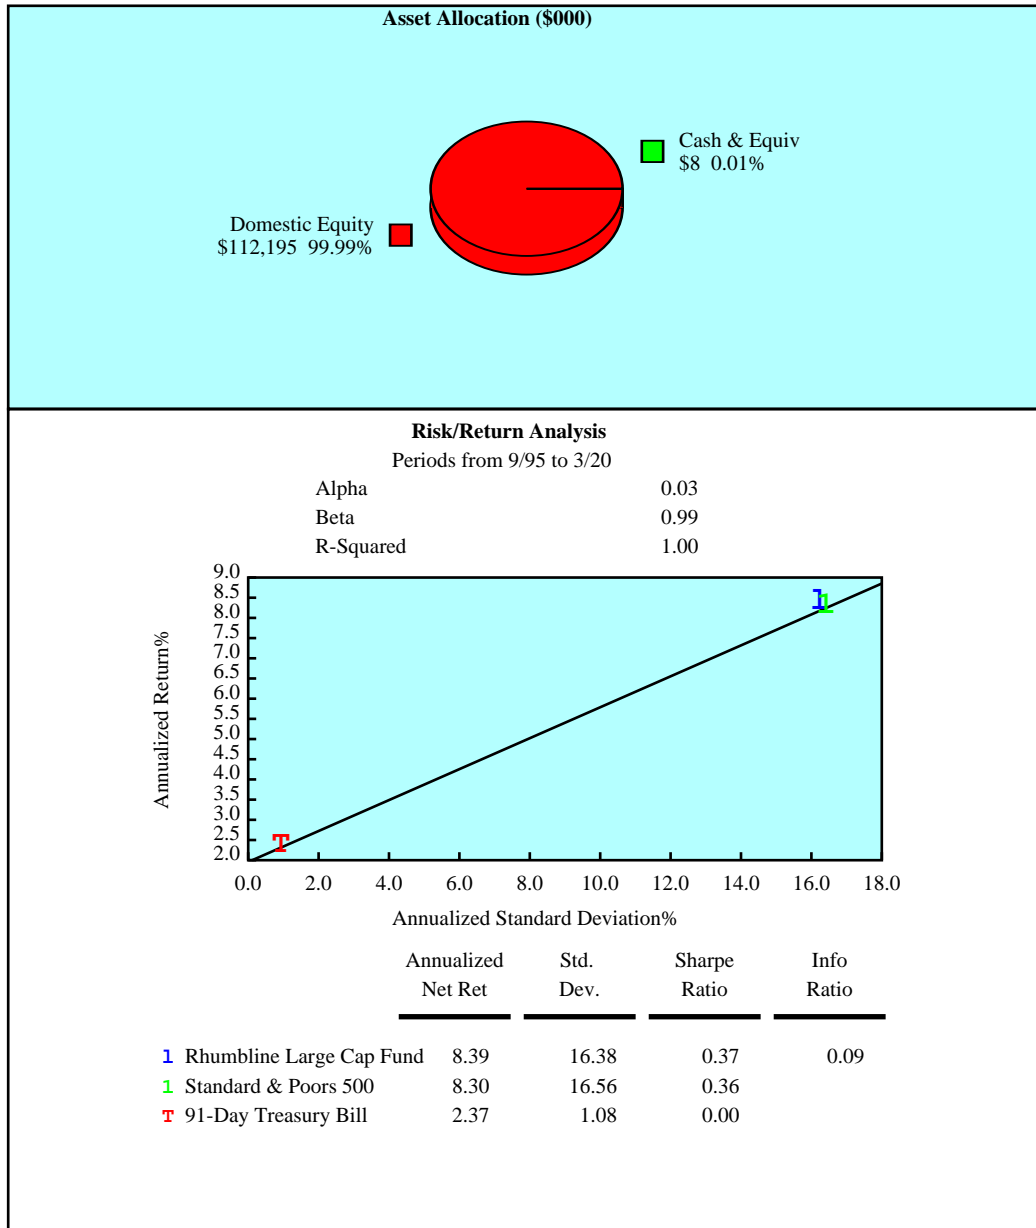 Asset Allocation ($000)
Cash & Equiv
$8 0.01%
Domestic Equity
$112,195 99.99%
Risk/Return Analysis
Periods from 9/95 to 3/20
Alpha 0.03
Beta 0.99
R-Squared 1.00
9.0
8.5
8.0
7.5
7.0
6.5
6.0
5.5
5.0
4.5
4.0
3.5
3.0
2.5
2.0
Annualized Return%
1
1
T
0.0 2.0 4.0 6.0 8.0 10.0 12.0 14.0 16.0 18.0
Annualized Standard Deviation%
Annualized Std. Sharpe Info
Net Ret Dev. Ratio Ratio
1 Rhumbline Large Cap Fund 8.39 16.38 0.37 0.09
1 Standard & Poors 500 8.30 16.56 0.36
T 91-Day Treasury Bill 2.37 1.08 0.00